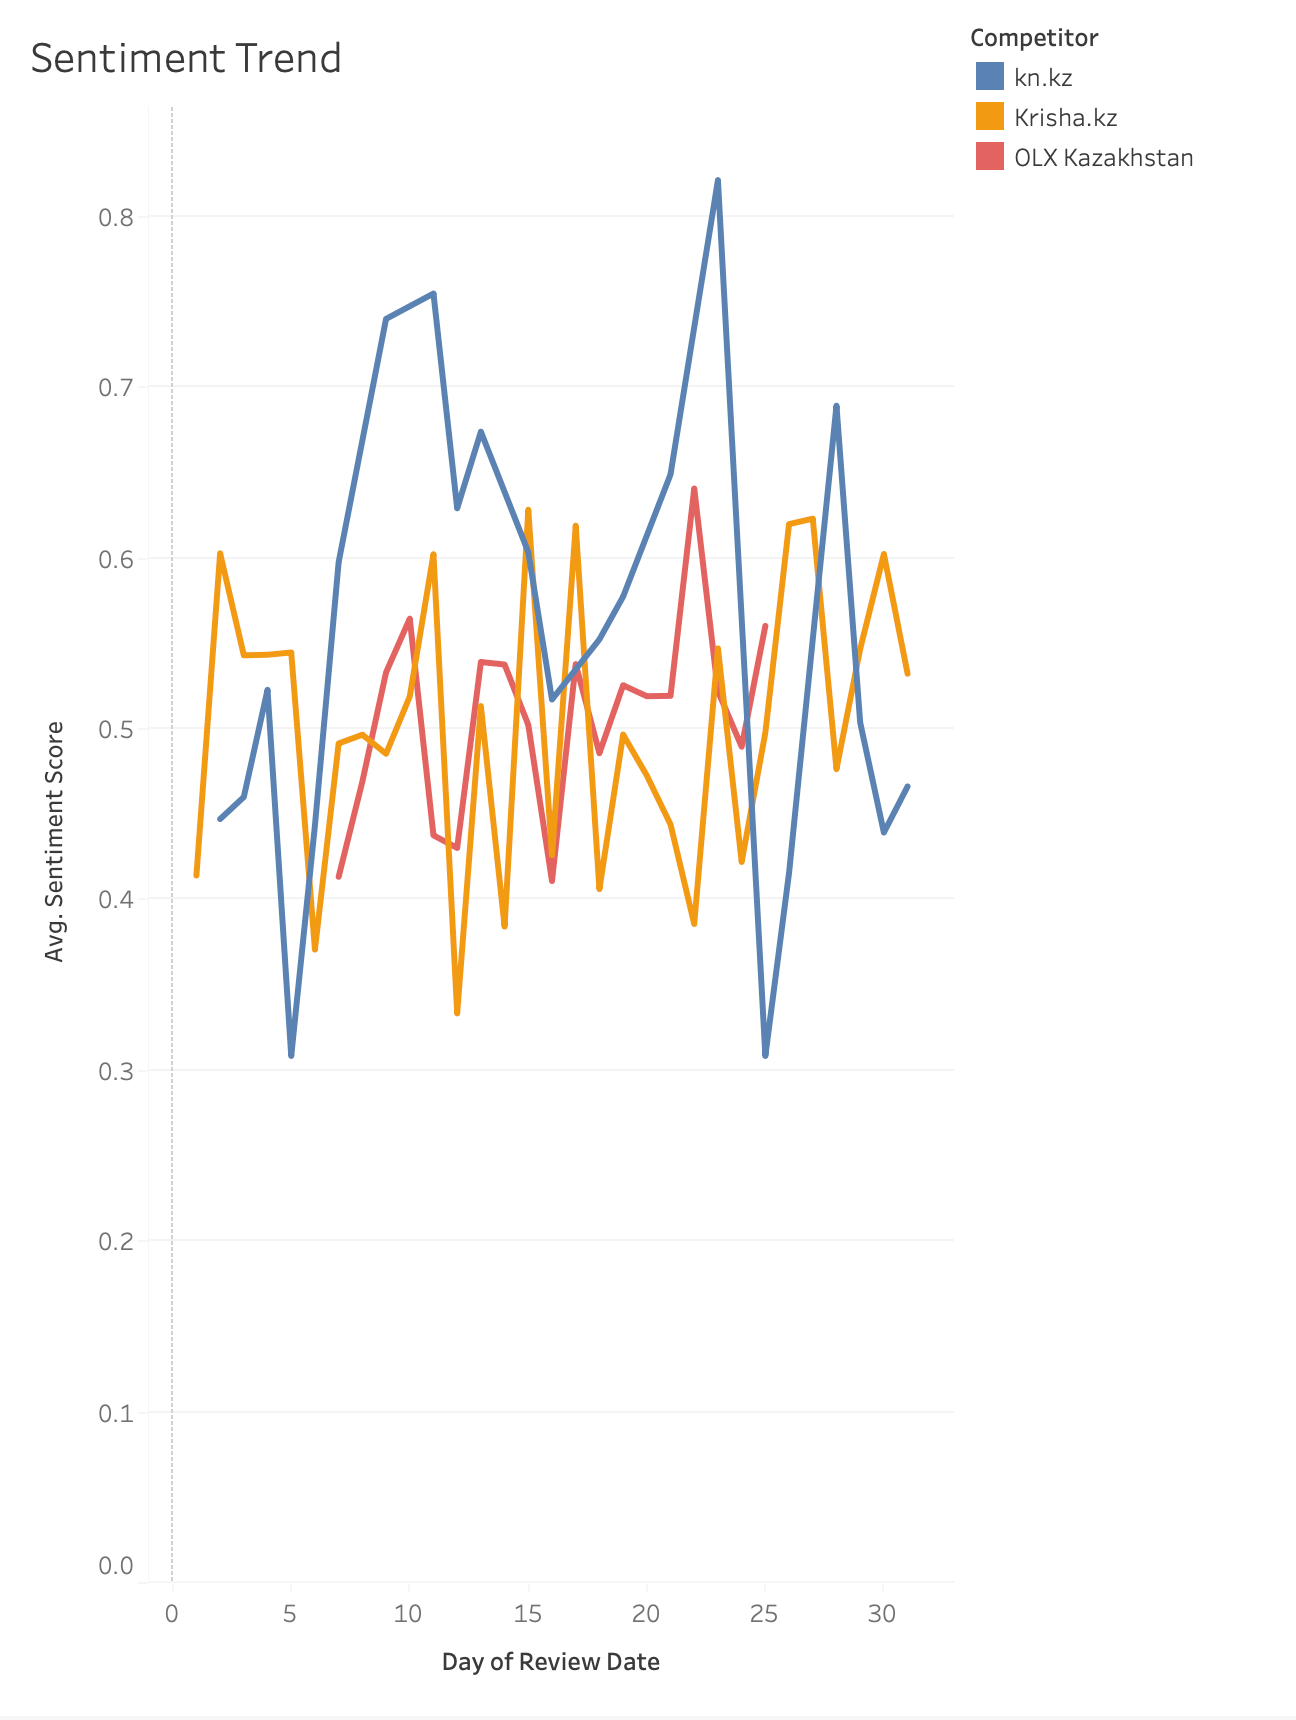 Sentiment Trend
Competitor
kn.kz
Krisha.kz
OLX Kazakhstan
Avg. Sentiment Score
0.8
0.7
0.6
0.5
0.4
0.3
0.2
0.1
0.0
0 5 10 15 20 25 30
Day of Review Date